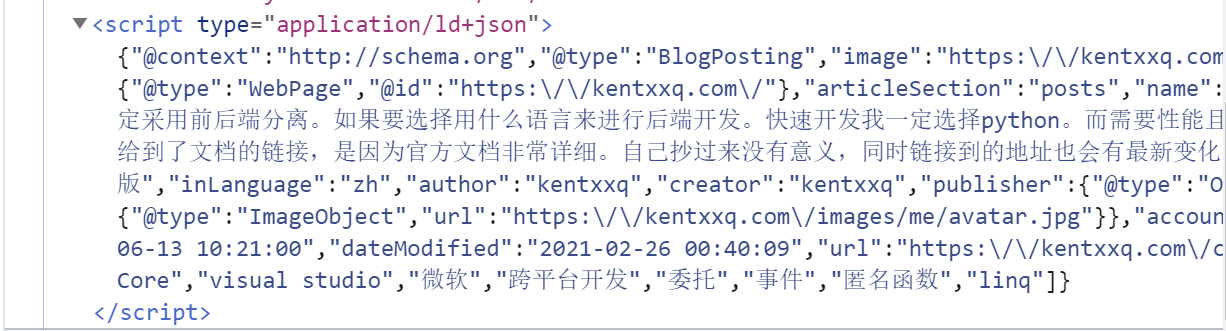 <script type="application/ld+json">
{"@context":"http://schema.org","@type":"BlogPosting","image":"https:\/\/kentxxq.com
{"@type":"WebPage","@id":"https:\/\/kentxxq.com\/"},"articleSection":"posts","name":
定采用前后端分离。如果要选择用什么语言来进行后端开发。快速开发我一定选择python。而需要性能且
给到了文档的链接，是因为官方文档非常详细。自己抄过来没有意义，同时链接到的地址也会有最新变化
版","inLanguage":"zh","author":"kentxxq","creator":"kentxxq","publisher":{"@type":"O
{"@type":"ImageObject","url":"https:\/\/kentxxq.com\/images/me/avatar.jpg"}},"accoun
06-13 10:21:00","dateModified":"2021-02-26 00:40:09","url":"https:\/\/kentxxq.com\/c
Core","visual studio","微软","跨平台开发","委托","事件","匿名函数","linq"]}
</script>